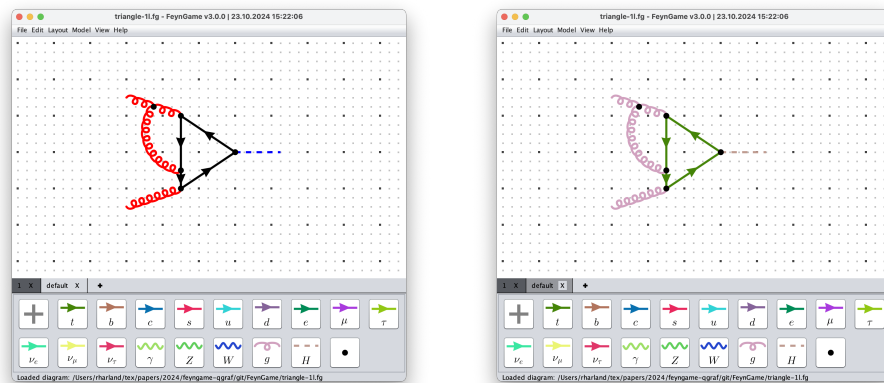 triangle-1l.fg - FeynGame v3.0.0 | 23.10.2024 15:22:06
File Edit Layout Model View Help
1 X default X +
t b c s u d e μ τ
νe νμ ντ γ Z W g H
Loaded diagram: /Users/rharland/tex/papers/2024/feyngame-qgraf/git/FeynGame/triangle-1l.fg
triangle-1l.fg - FeynGame v3.0.0 | 23.10.2024 15:22:06
File Edit Layout Model View Help
1 X default X +
t b c s u d e μ τ
νe νμ ντ γ Z W g H
Loaded diagram: /Users/rharland/tex/papers/2024/feyngame-qgraf/git/FeynGame/triangle-1l.fg